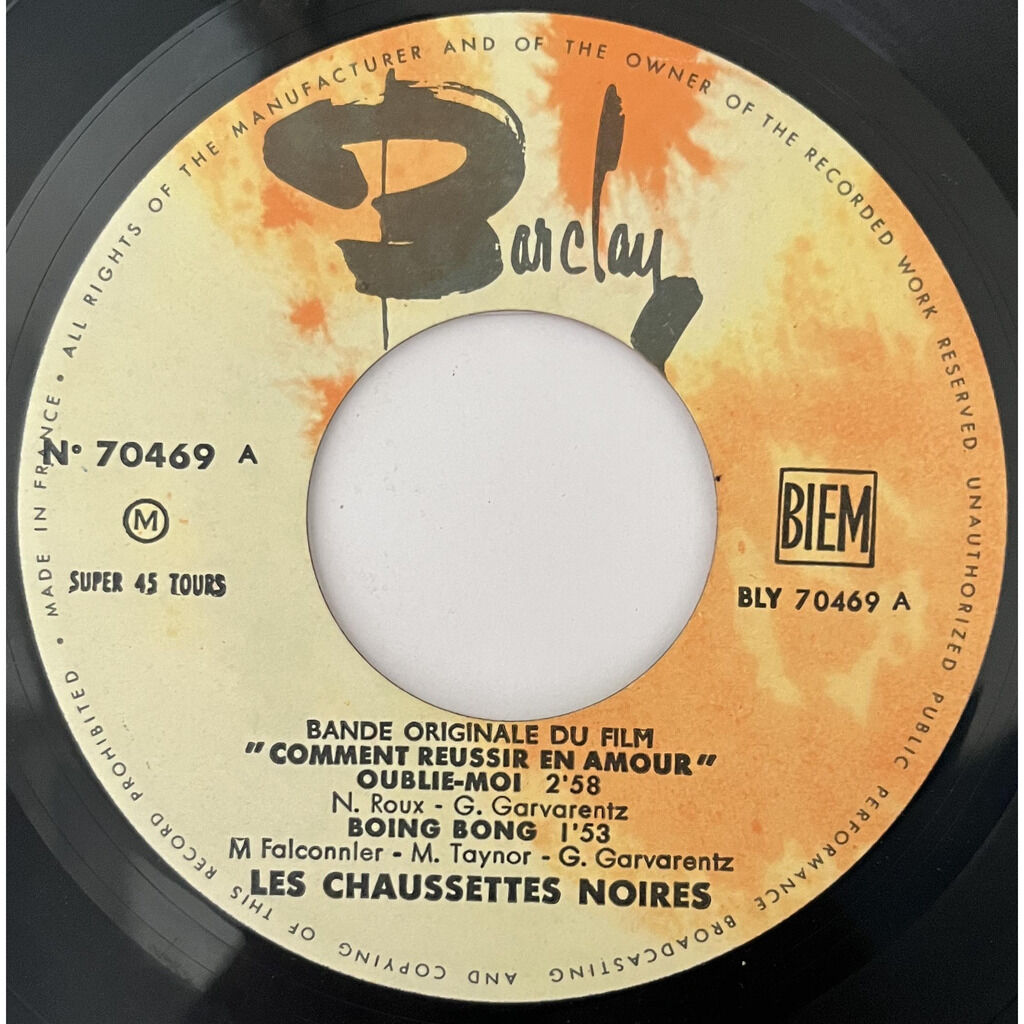 MADE IN FRANCE • ALL RIGHTS OF THE MANUFACTURER AND OF THE OWNER OF THE RECORDED WORK RESERVED UNAUTHORIZED PUBLIC PERFORMANCE BROADCASTING AND COPYING OF THIS RECORD PROHIBITED •
Barclay
Nº 70469 A
M
SUPER 45 TOURS
BIEM
BLY 70469 A
BANDE ORIGINALE DU FILM
"COMMENT REUSSIR EN AMOUR"
OUBLIE-MOI 2'58
N. Roux - G. Garvarentz
BOING BONG 1'53
M Falconnler - M. Taynor - G. Garvarentz
LES CHAUSSETTES NOIRES